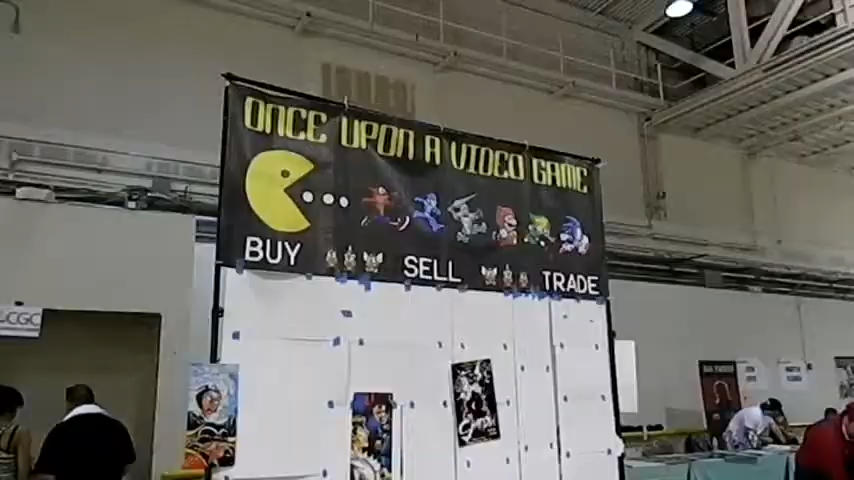 ONCE UPON A VIDEO GAME
BUY
SELL
TRADE
CGC